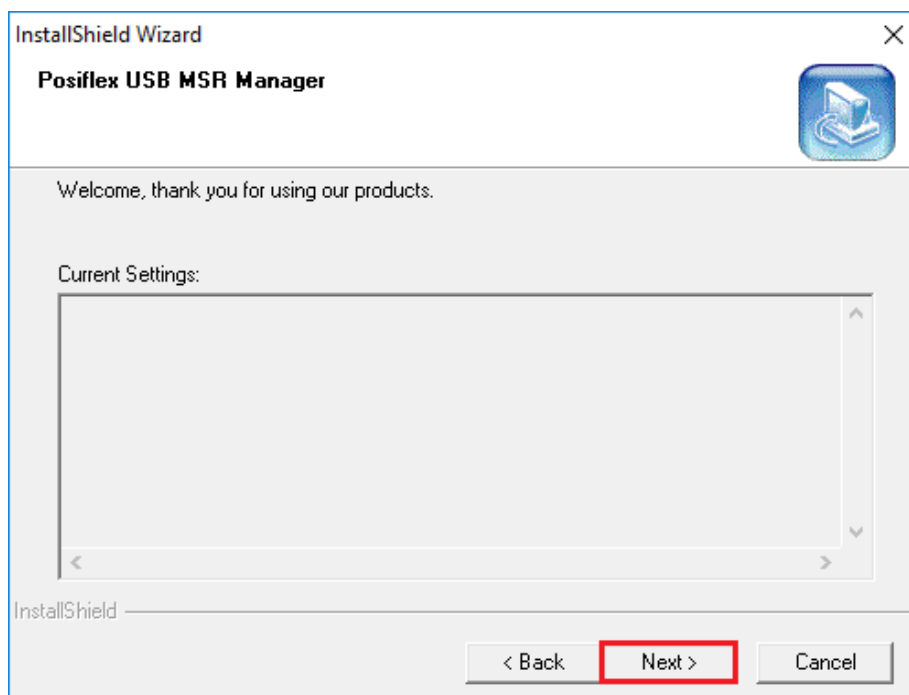 InstallShield Wizard
Posiflex USB MSR Manager
Welcome, thank you for using our products.
Current Settings:
InstallShield
< Back Next > Cancel